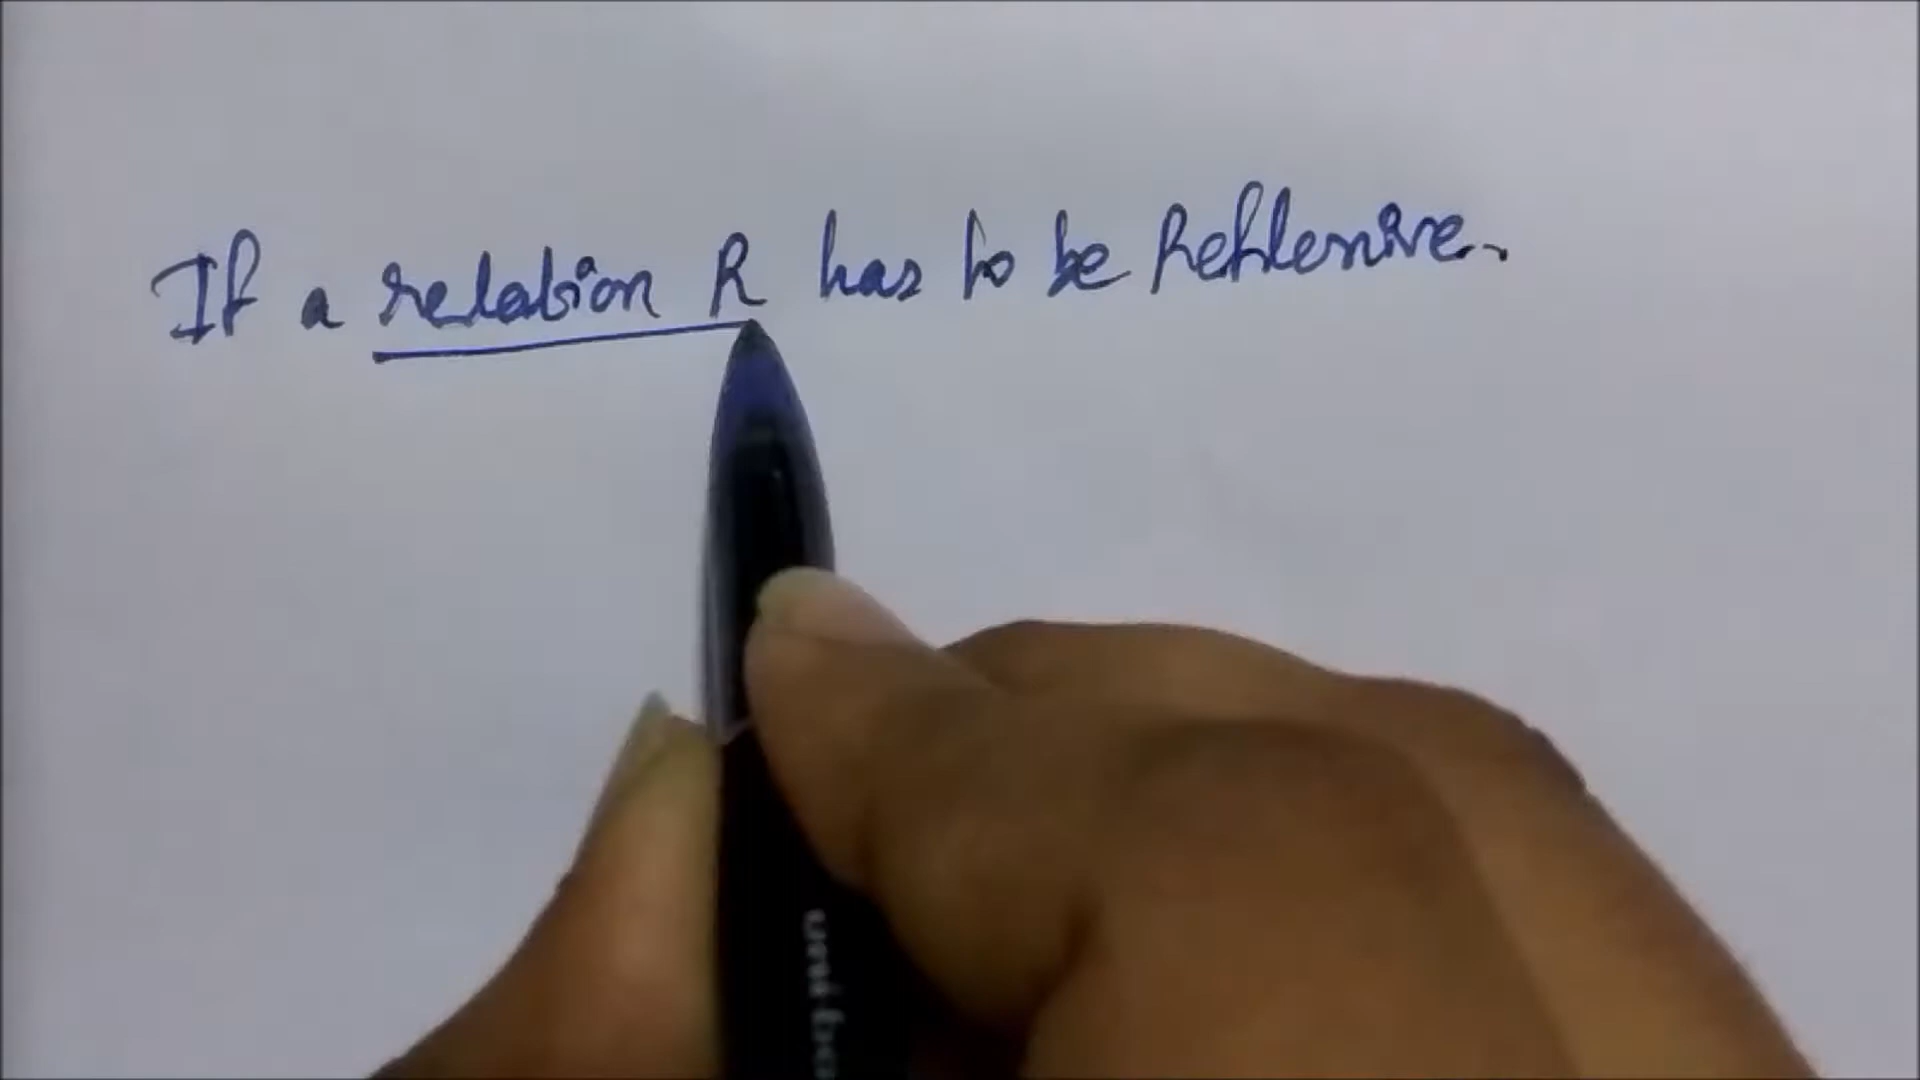 If a relation R has to be Reflexive.